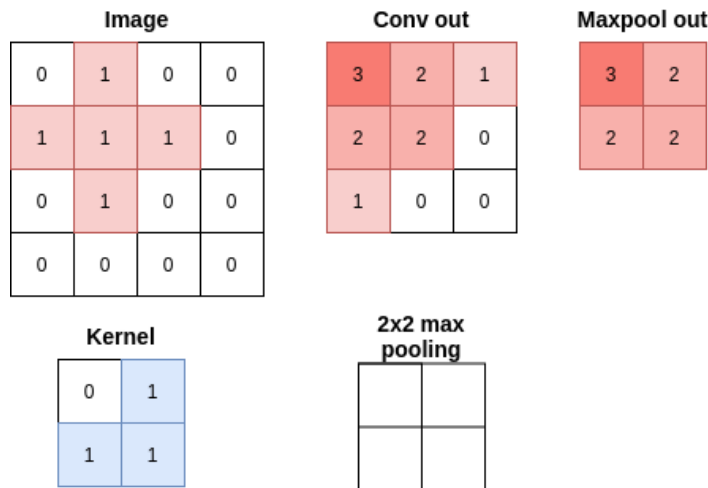 Image
0 1 0 0
1 1 1 0
0 1 0 0
0 0 0 0
Conv out
3 2 1
2 2 0
1 0 0
Maxpool out
3 2
2 2
Kernel
0 1
1 1
2x2 max
pooling